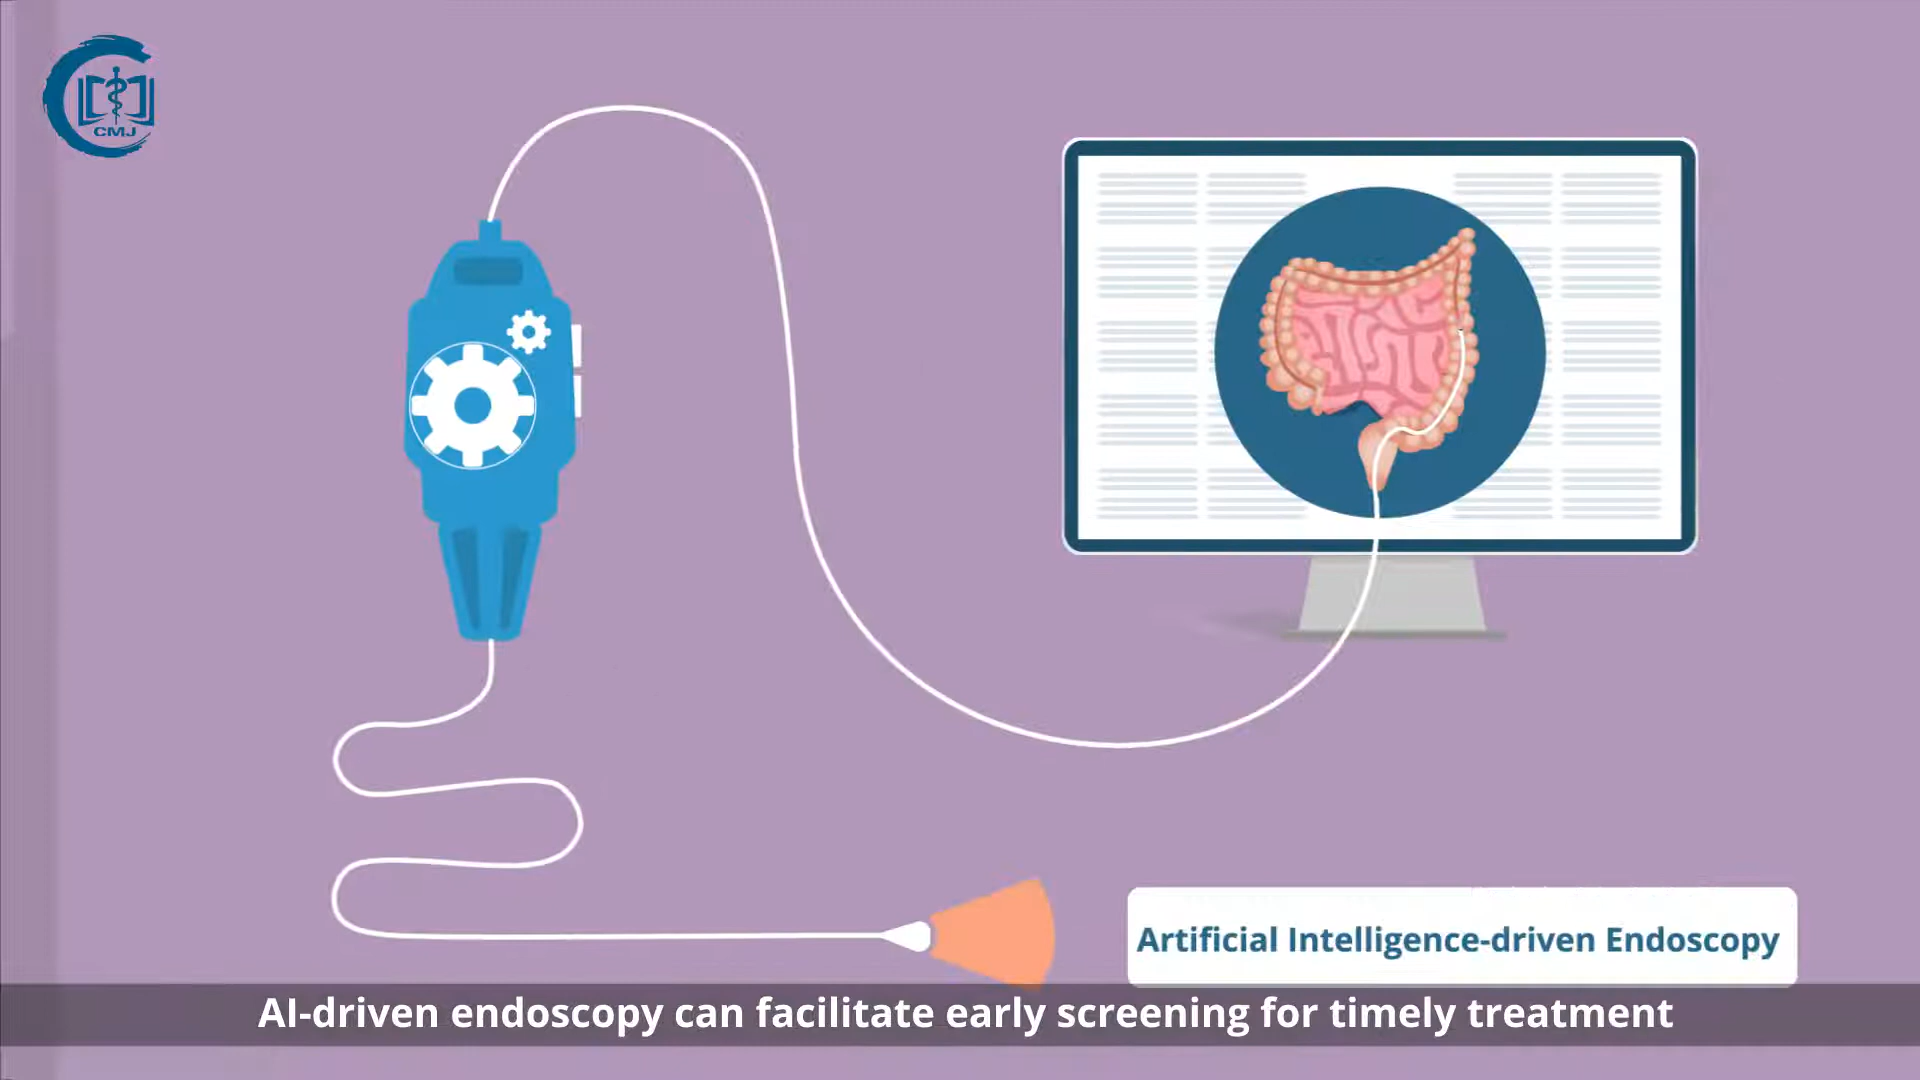 CMJ
Artificial Intelligence-driven Endoscopy
AI-driven endoscopy can facilitate early screening for timely treatment